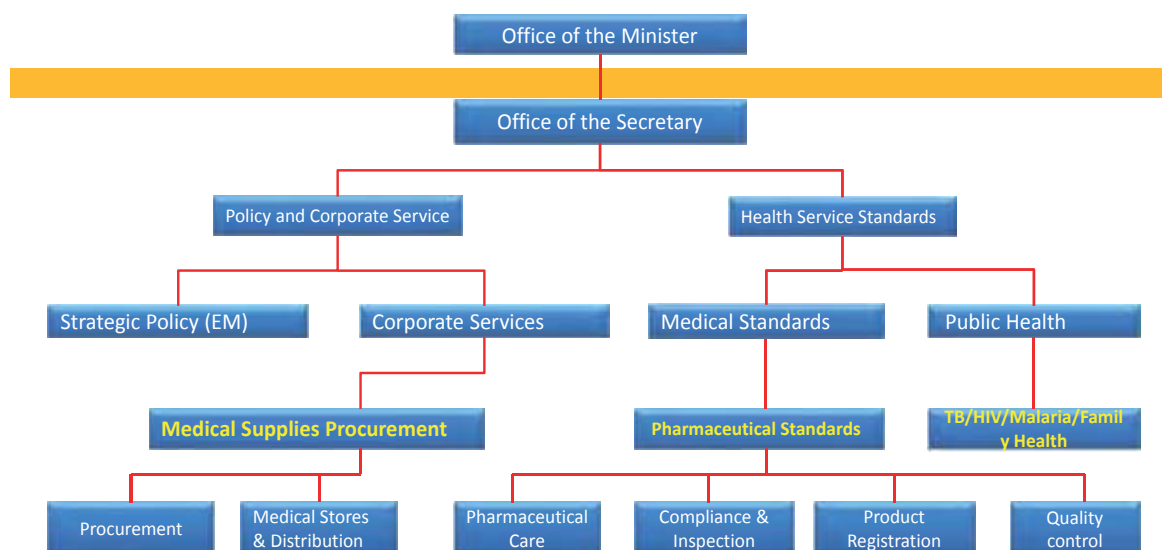 Office of the Minister
Office of the Secretary
Policy and Corporate Service
Health Service Standards
Strategic Policy (EM)
Corporate Services
Medical Standards
Public Health
Medical Supplies Procurement
Pharmaceutical Standards
TB/HIV/Malaria/Famil
y Health
Procurement
Medical Stores
& Distribution
Pharmaceutical
Care
Compliance &
Inspection
Product
Registration
Quality
control